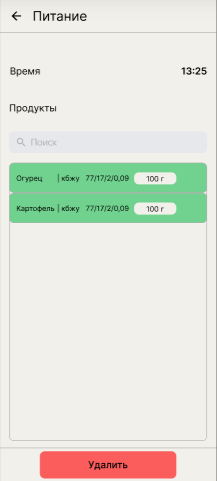 Питание
Время 13:25
Продукты
Поиск
Огурец | кбжу 77/17/2/0,09 100 г
Картофель | кбжу 77/17/2/0,09 100 г
Удалить